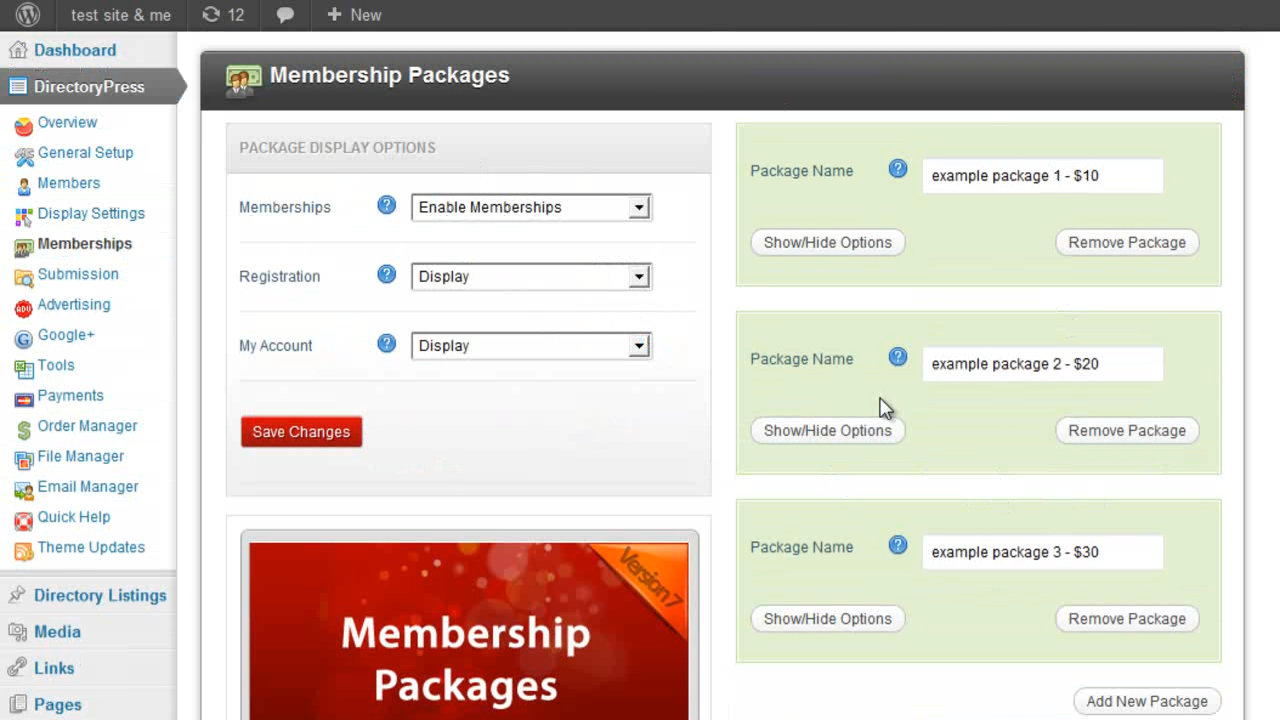 test site & me 12 New
Dashboard
DirectoryPress
Overview
General Setup
Members
Display Settings
Memberships
Submission
Advertising
Google+
Tools
Payments
Order Manager
File Manager
Email Manager
Quick Help
Theme Updates
Directory Listings
Media
Links
Pages
Membership Packages
PACKAGE DISPLAY OPTIONS
Memberships ? Enable Memberships
Registration ? Display
My Account ? Display
Save Changes
Version 7
Membership
Packages
Package Name ? example package 1 - $10
Show/Hide Options Remove Package
Package Name ? example package 2 - $20
Show/Hide Options Remove Package
Package Name ? example package 3 - $30
Show/Hide Options Remove Package
Add New Package